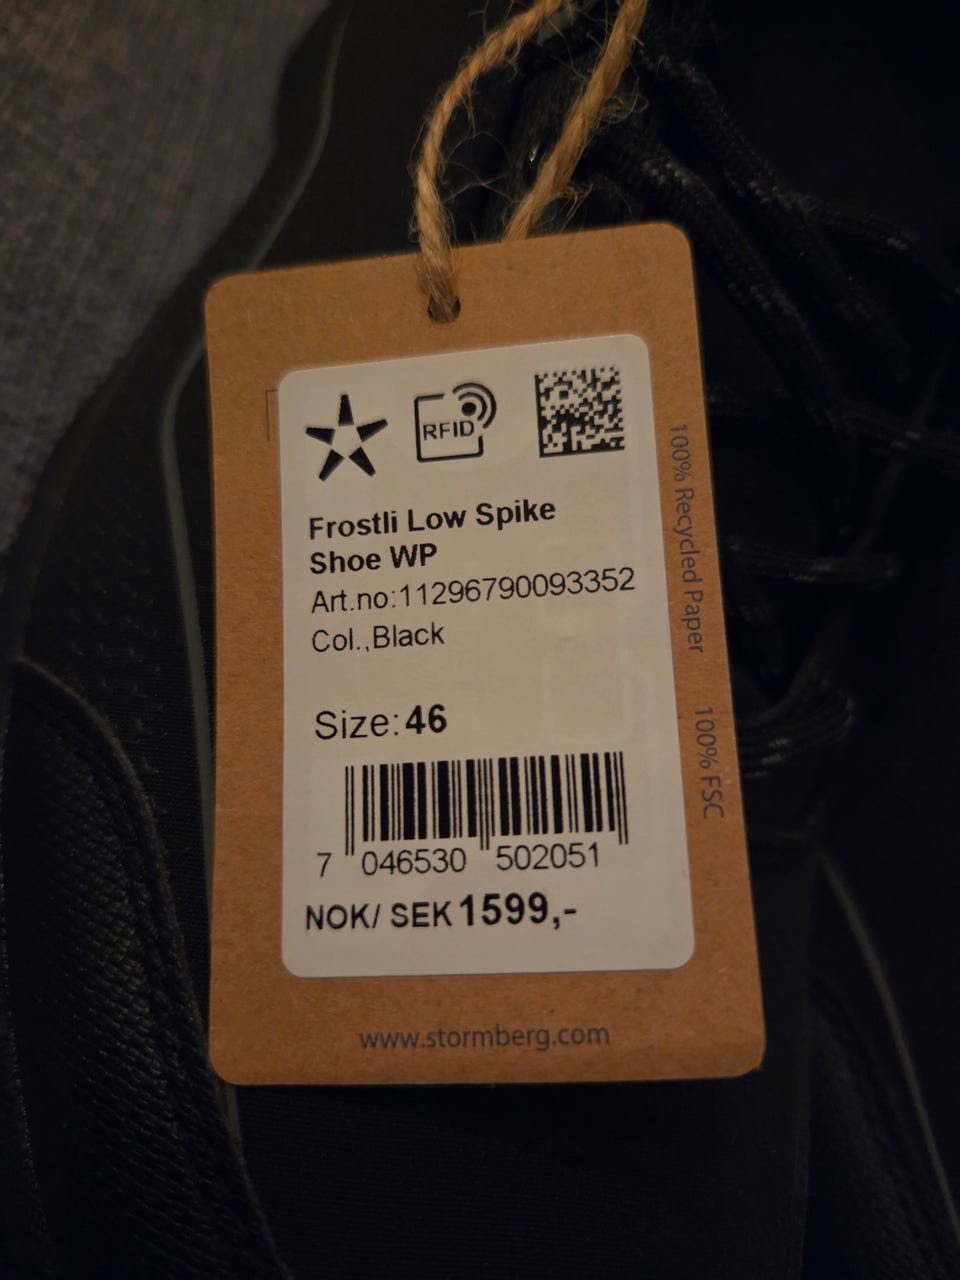 RFID
Frostli Low Spike
Shoe WP
Art.no:11296790093352
Col.,Black
Size:46
7 046530 502051
NOK/ SEK 1599,-
100% Recycled Paper 100% FSC
www.stormberg.com